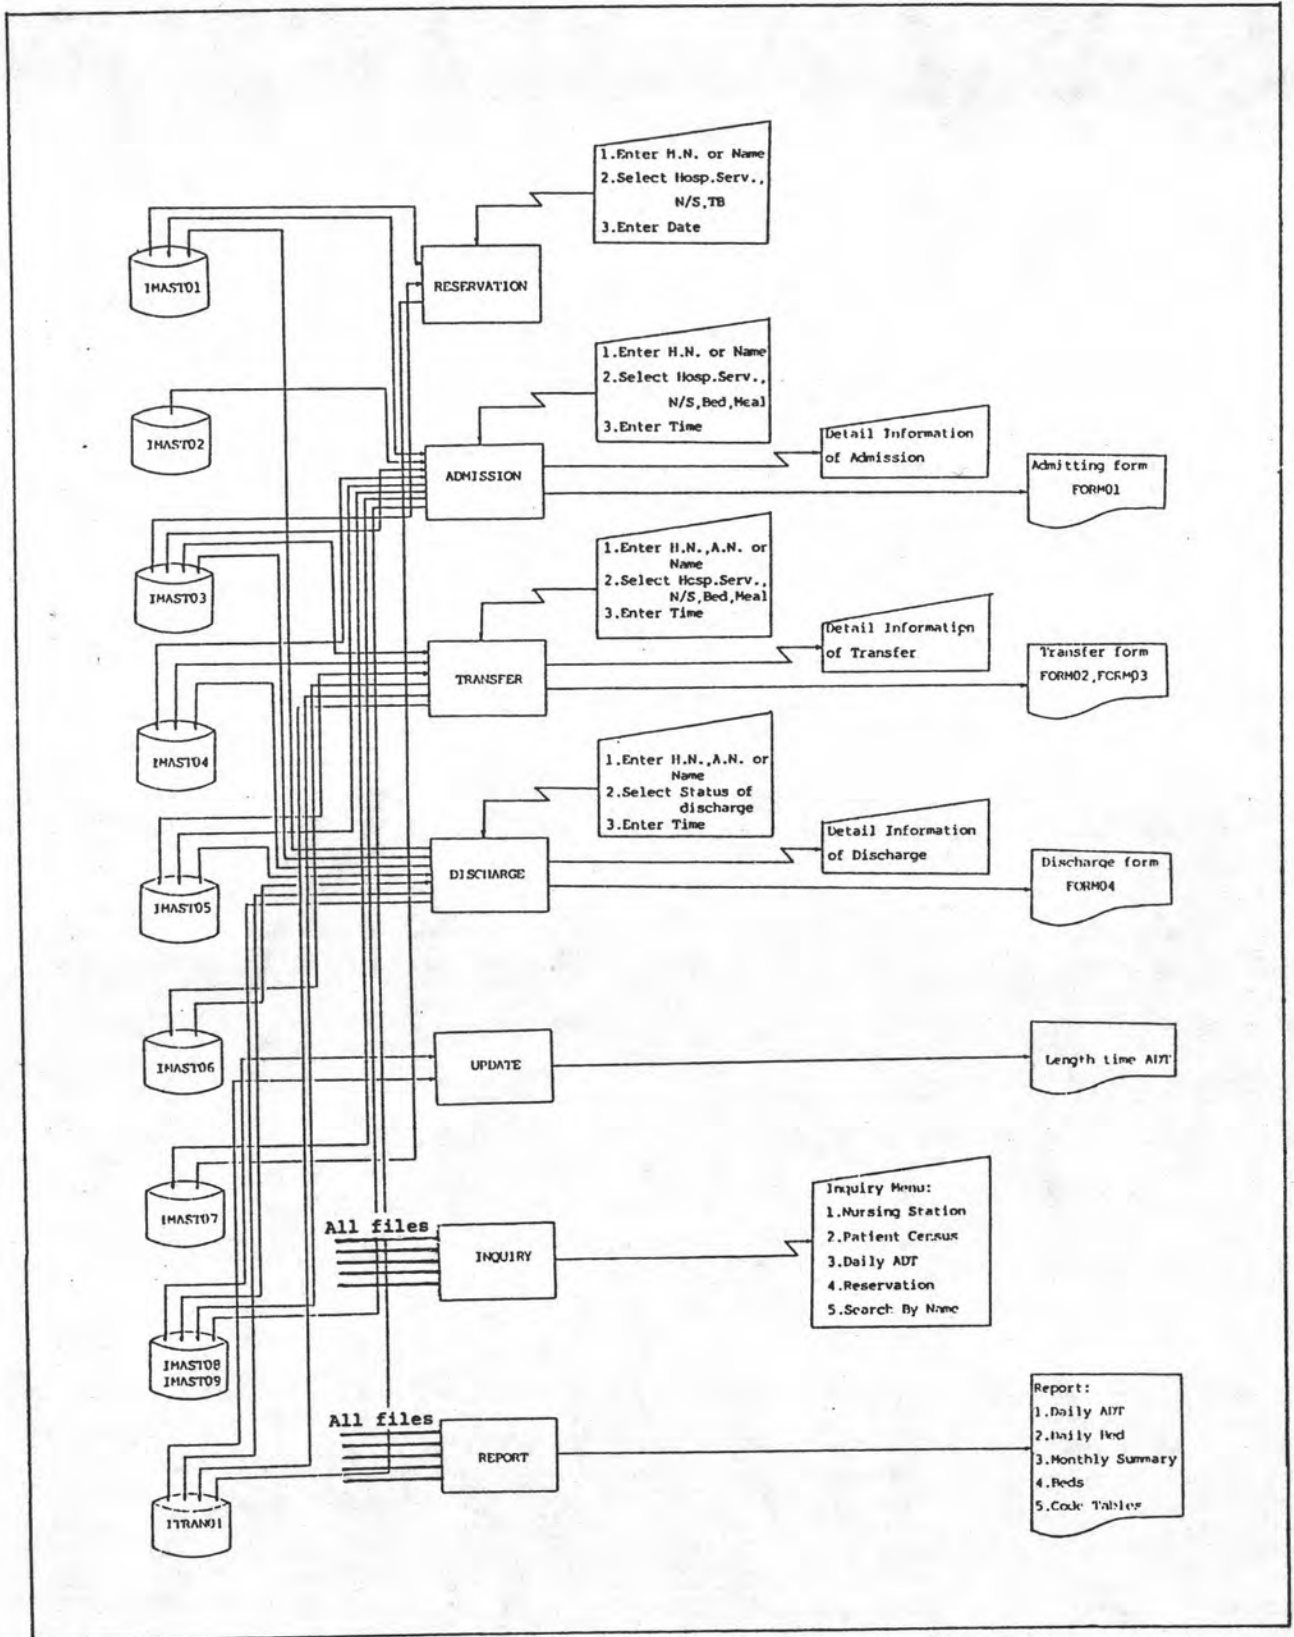 1.Enter H.N. or Name
2.Select Hosp.Serv.,
N/S,TB
3.Enter Date
IMAST01
RESERVATION
1.Enter H.N. or Name
2.Select Hosp.Serv.,
N/S,Bed,Meal
3.Enter Time
IMAST02
ADMISSION
Detail Information
of Admission
Admitting form
FORM01
IMAST03
1.Enter H.N.,A.N. or
Name
2.Select Hosp.Serv.,
N/S,Bed,Meal
3.Enter Time
TRANSFER
Detail Information
of Transfer
Transfer form
FORM02,FORM03
IMAST04
1.Enter H.N.,A.N. or
Name
2.Select Status of
discharge
3.Enter Time
DISCHARGE
Detail Information
of Discharge
Discharge form
FORM04
IMAST05
IMAST06
UPDATE
Length time ADT
IMAST07
All files
INQUIRY
Inquiry Menu:
1.Nursing Station
2.Patient Census
3.Daily ADT
4.Reservation
5.Search By Name
IMAST08
IMAST09
All files
REPORT
Report:
1.Daily ADT
2.Daily Bed
3.Monthly Summary
4.Beds
5.Code Tables
ITRAN01